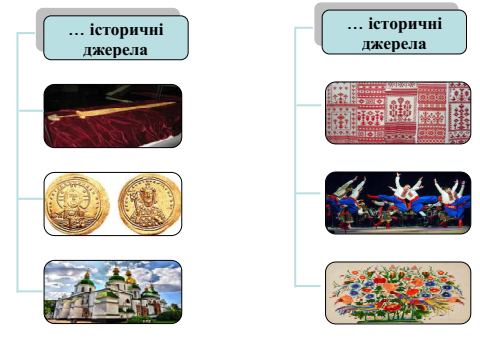 … історичні
джерела
… історичні
джерела